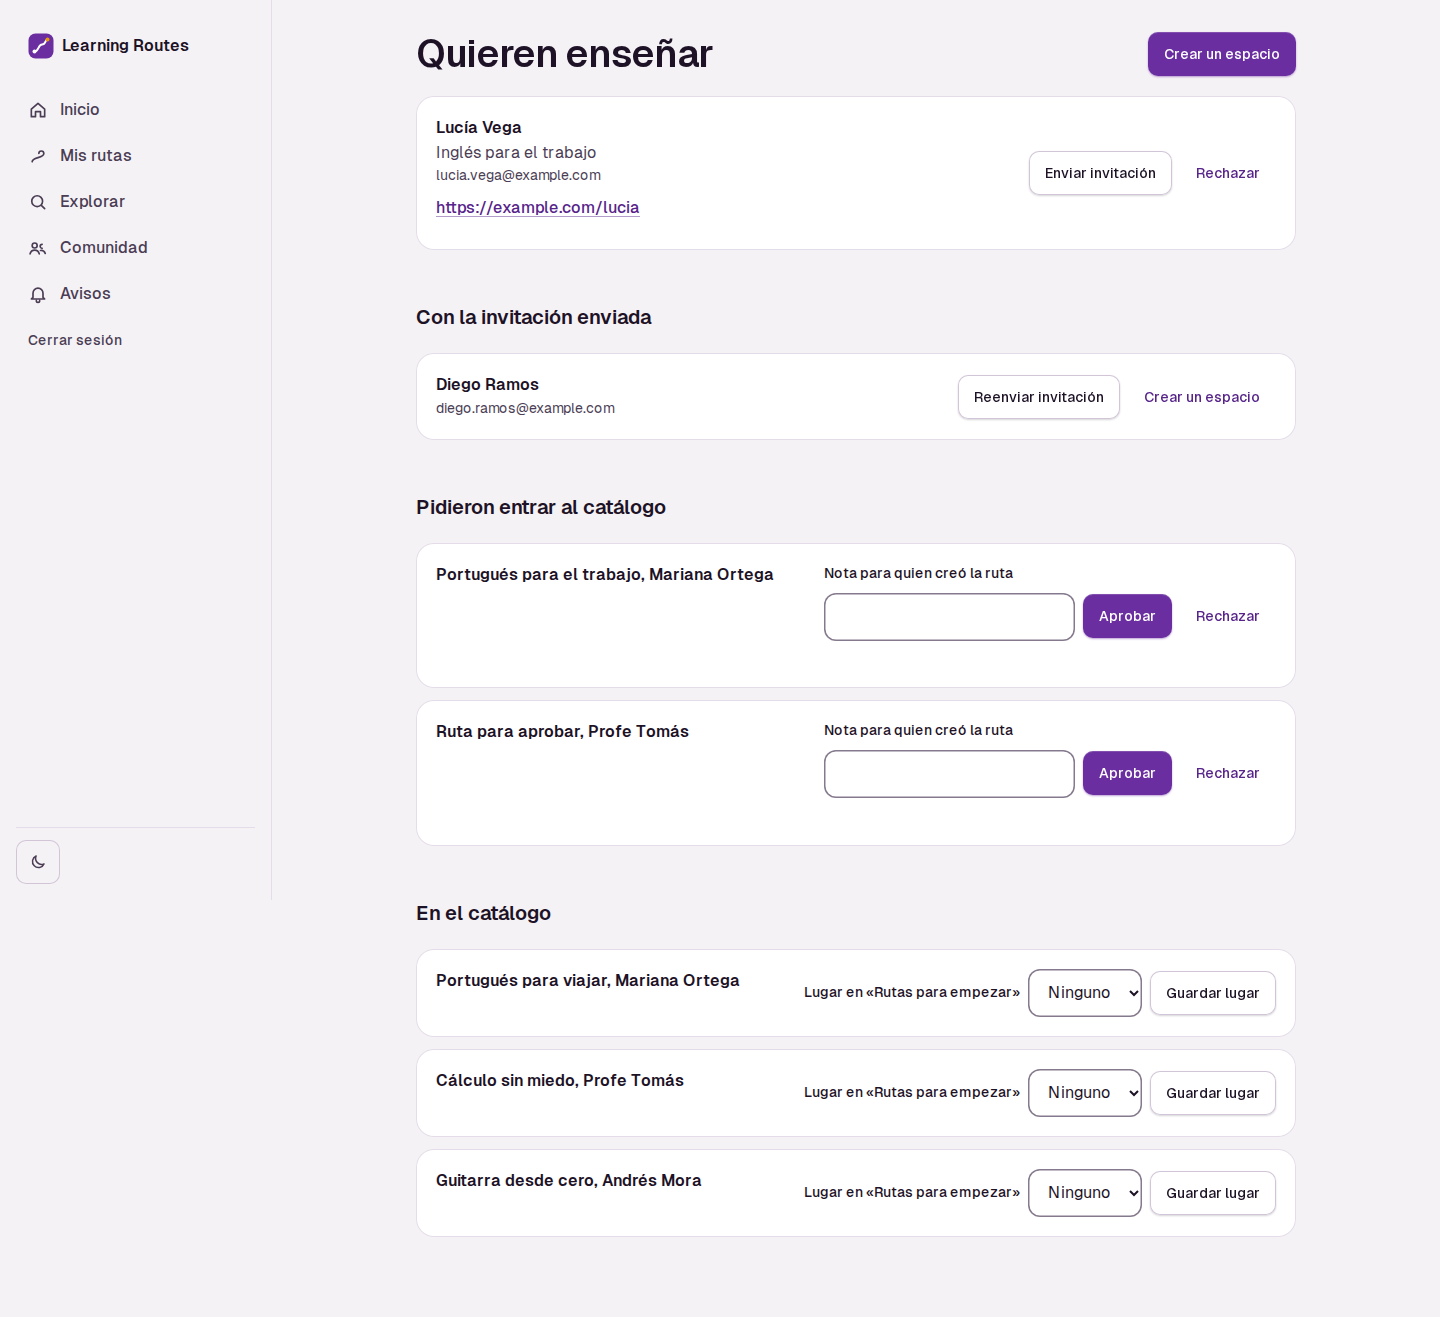 Learning Routes
Inicio
Mis rutas
Explorar
Comunidad
Avisos
Cerrar sesión
Quieren enseñar
Crear un espacio
Lucía Vega
Inglés para el trabajo
lucia.vega@example.com
https://example.com/lucia
Enviar invitación
Rechazar
Con la invitación enviada
Diego Ramos
diego.ramos@example.com
Reenviar invitación
Crear un espacio
Pidieron entrar al catálogo
Portugués para el trabajo, Mariana Ortega
Nota para quien creó la ruta
Aprobar
Rechazar
Ruta para aprobar, Profe Tomás
Nota para quien creó la ruta
Aprobar
Rechazar
En el catálogo
Portugués para viajar, Mariana Ortega
Lugar en «Rutas para empezar»
Ninguno
Guardar lugar
Cálculo sin miedo, Profe Tomás
Lugar en «Rutas para empezar»
Ninguno
Guardar lugar
Guitarra desde cero, Andrés Mora
Lugar en «Rutas para empezar»
Ninguno
Guardar lugar